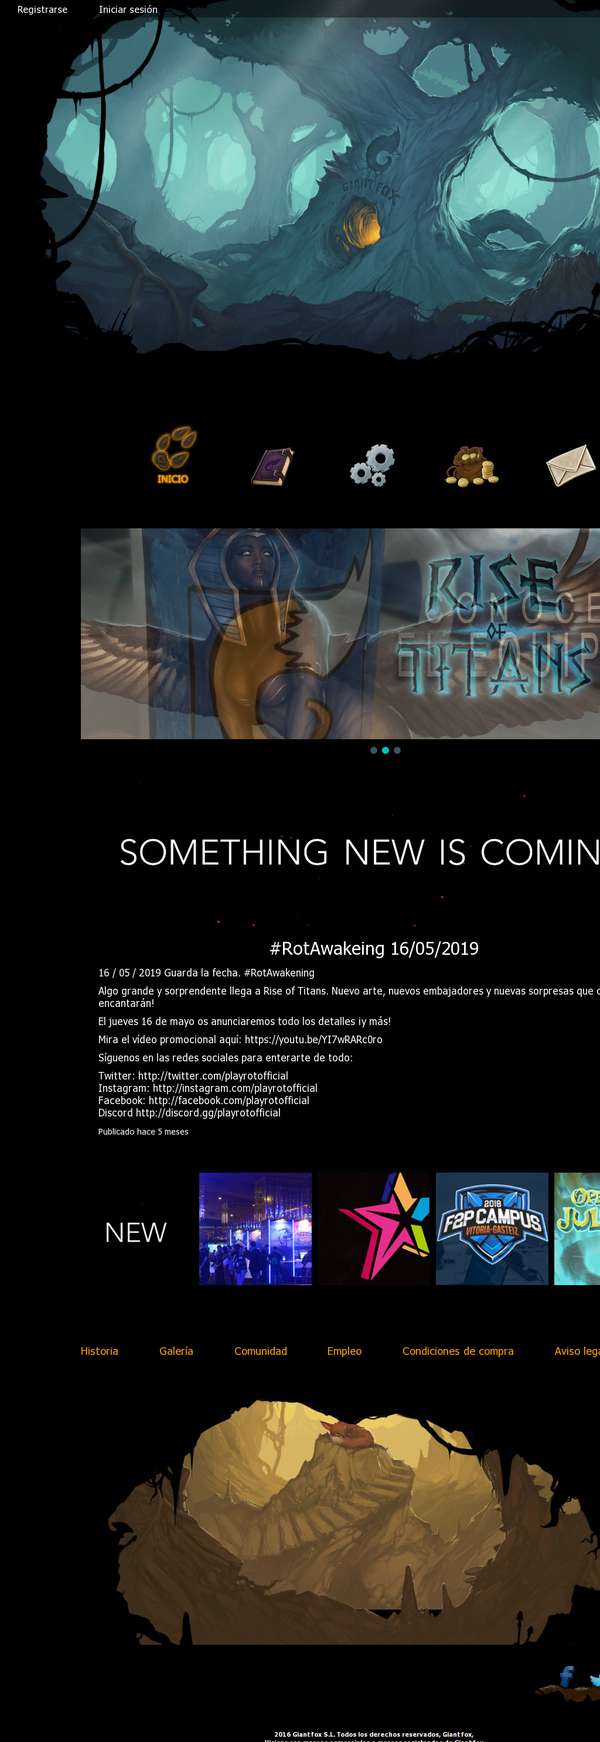 Registrarse Iniciar sesión
GIANT FOX
INICIO
RISE
OF
TITANS
CONOCE
EL EQUIP
SOMETHING NEW IS COMIN
#RotAwakeing 16/05/2019
16 / 05 / 2019 Guarda la fecha. #RotAwakening
Algo grande y sorprendente llega a Rise of Titans. Nuevo arte, nuevos embajadores y nuevas sorpresas que
encantarán!
El jueves 16 de mayo os anunciaremos todo los detalles ¡y más!
Mira el vídeo promocional aquí: https://youtu.be/YI7wRARc0ro
Síguenos en las redes sociales para enterarte de todo:
Twitter: http://twitter.com/playrotofficial
Instagram: http://instagram.com/playrotofficial
Facebook: http://facebook.com/playrotofficial
Discord http://discord.gg/playrotofficial
Publicado hace 5 meses
NEW
2018
F2P CAMPUS
VITORIA-GASTEIZ
OPE
JUL
Historia Galería Comunidad Empleo Condiciones de compra Aviso lega
2016 Giantfox S.L. Todos los derechos reservados, Giantfox,